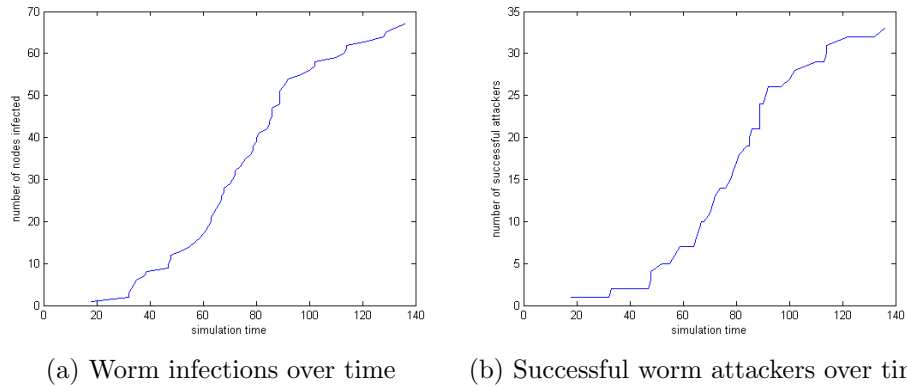 70
60
50
40
30
20
10
0
number of nodes infected
0 20 40 60 80 100 120 140
simulation time
(a) Worm infections over time
35
30
25
20
15
10
5
0
number of successful attackers
0 20 40 60 80 100 120 140
simulation time
(b) Successful worm attackers over tir